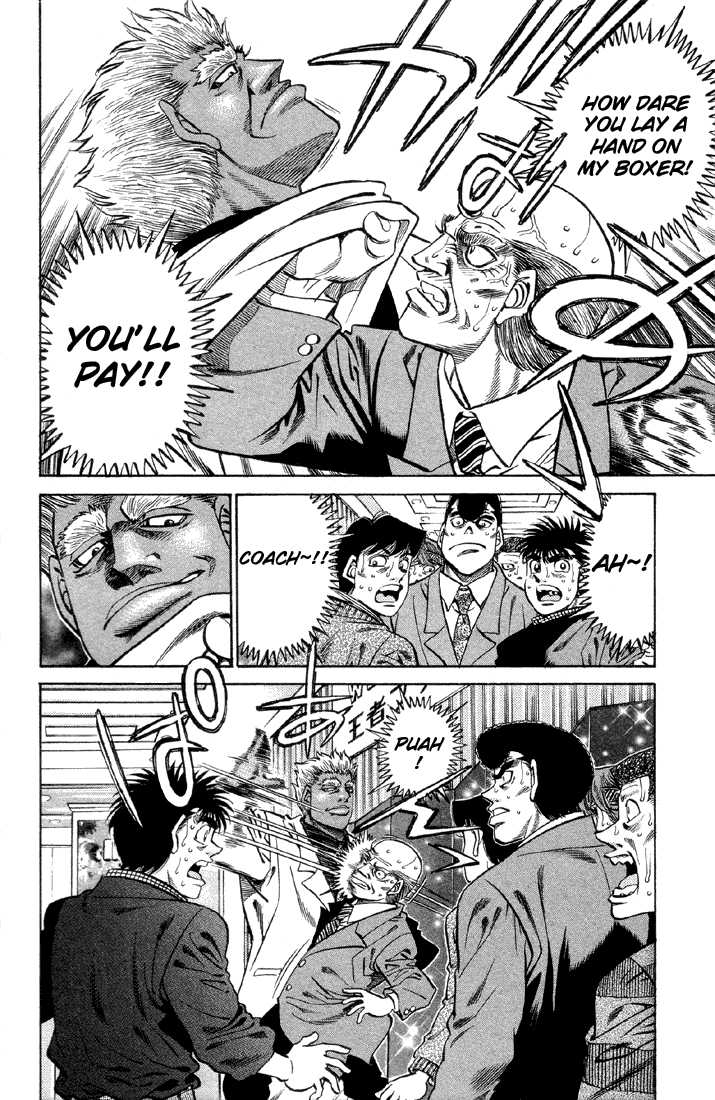 HOW DARE
YOU LAY A
HAND ON
MY BOXER!
YOU'LL
PAY!!
AH~!
COACH~!!
王者
PUAH
!